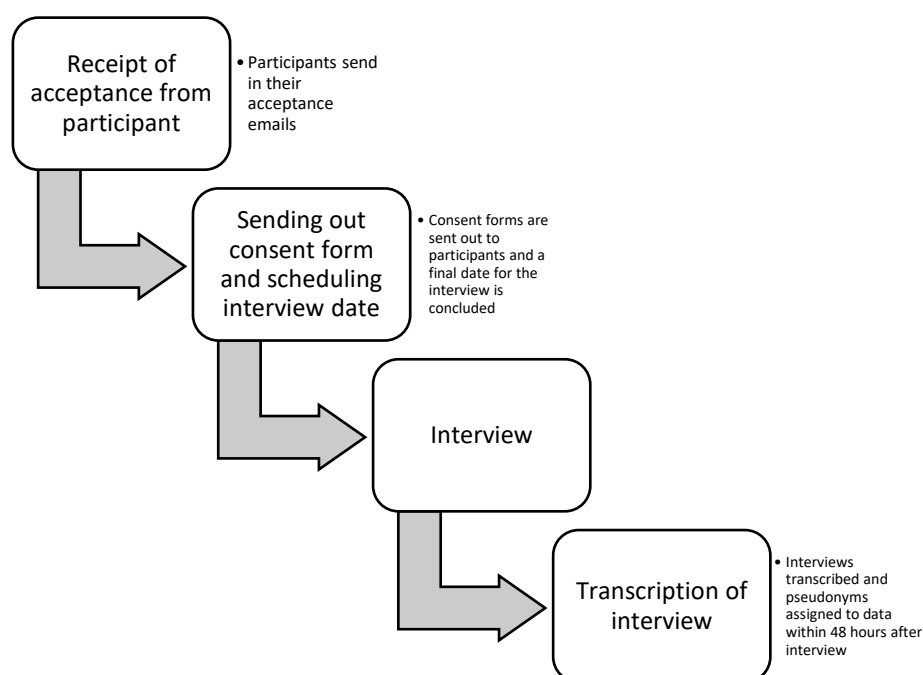 Receipt of
acceptance from
participant
• Participants send
in their
acceptance
emails
Sending out
consent form
and scheduling
interview date
• Consent forms are
sent out to
participants and a
final date for the
interview is
concluded
Interview
Transcription of
interview
• Interviews
transcribed and
pseudonyms
assigned to data
within 48 hours after
interview